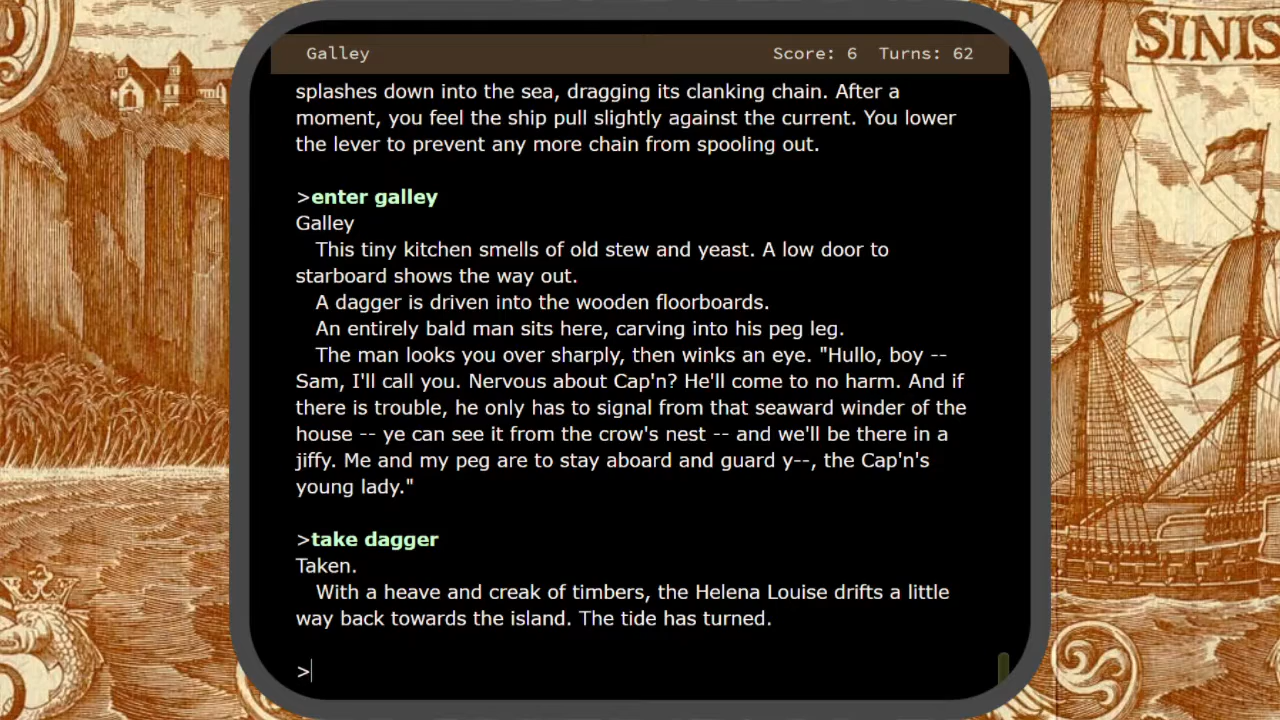 SINIS
Galley Score: 6 Turns: 62
splashes down into the sea, dragging its clanking chain. After a
moment, you feel the ship pull slightly against the current. You lower
the lever to prevent any more chain from spooling out.
>enter galley
Galley
This tiny kitchen smells of old stew and yeast. A low door to
starboard shows the way out.
A dagger is driven into the wooden floorboards.
An entirely bald man sits here, carving into his peg leg.
The man looks you over sharply, then winks an eye. "Hullo, boy --
Sam, I'll call you. Nervous about Cap'n? He'll come to no harm. And if
there is trouble, he only has to signal from that seaward winder of the
house -- ye can see it from the crow's nest -- and we'll be there in a
jiffy. Me and my peg are to stay aboard and guard y--, the Cap'n's
young lady."
>take dagger
Taken.
With a heave and creak of timbers, the Helena Louise drifts a little
way back towards the island. The tide has turned.
>